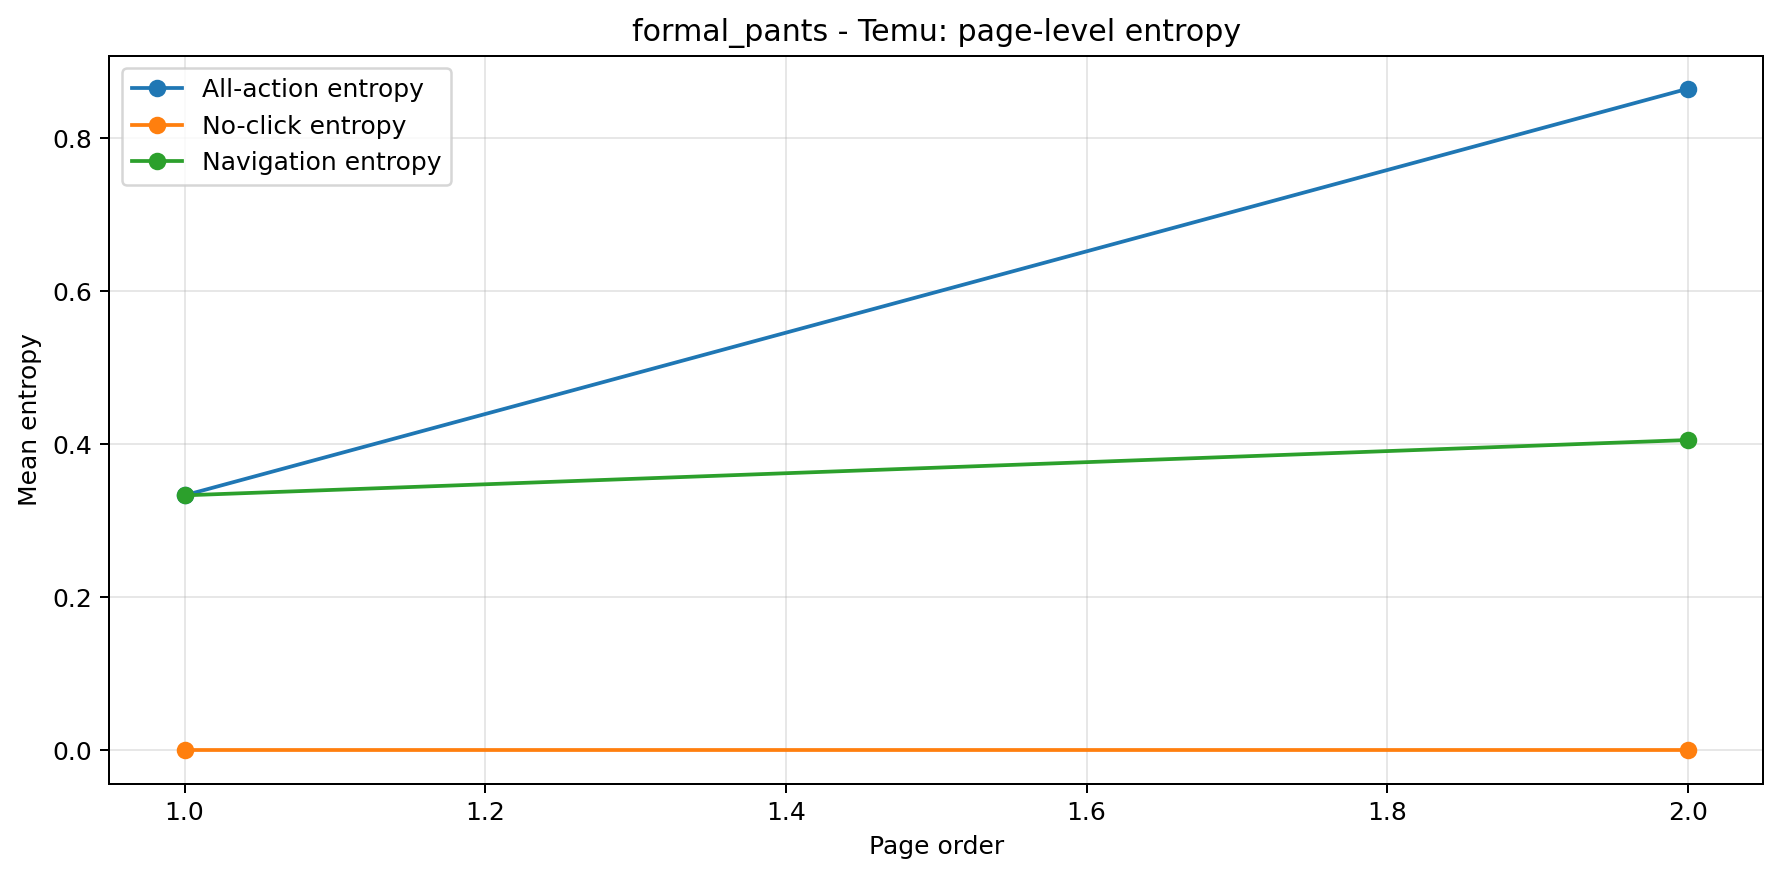 formal_pants - Temu: page-level entropy
All-action entropy
No-click entropy
Navigation entropy
Mean entropy
0.8
0.6
0.4
0.2
0.0
1.0 1.2 1.4 1.6 1.8 2.0
Page order